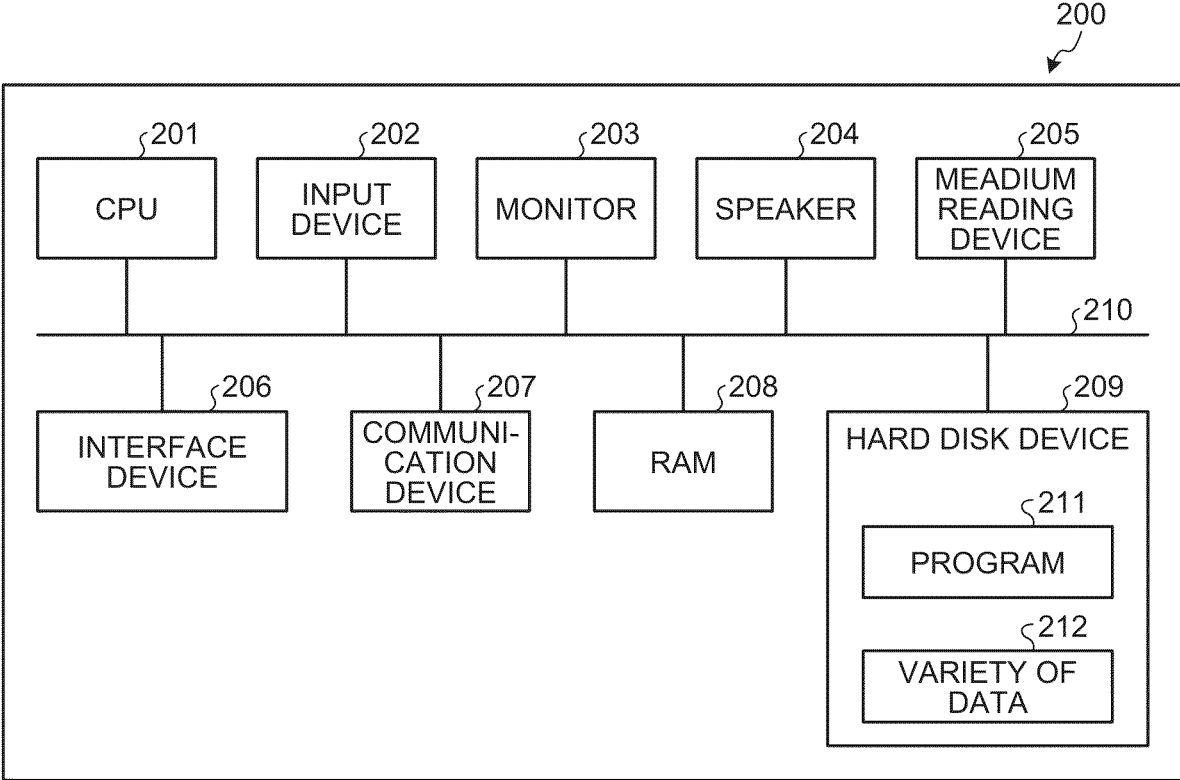 200
201
202
203
204
205
CPU
INPUT
DEVICE
MONITOR
SPEAKER
MEADIUM
READING
DEVICE
210
206
207
208
209
INTERFACE
DEVICE
COMMUNI-
CATION
DEVICE
RAM
HARD DISK DEVICE
211
PROGRAM
212
VARIETY OF
DATA